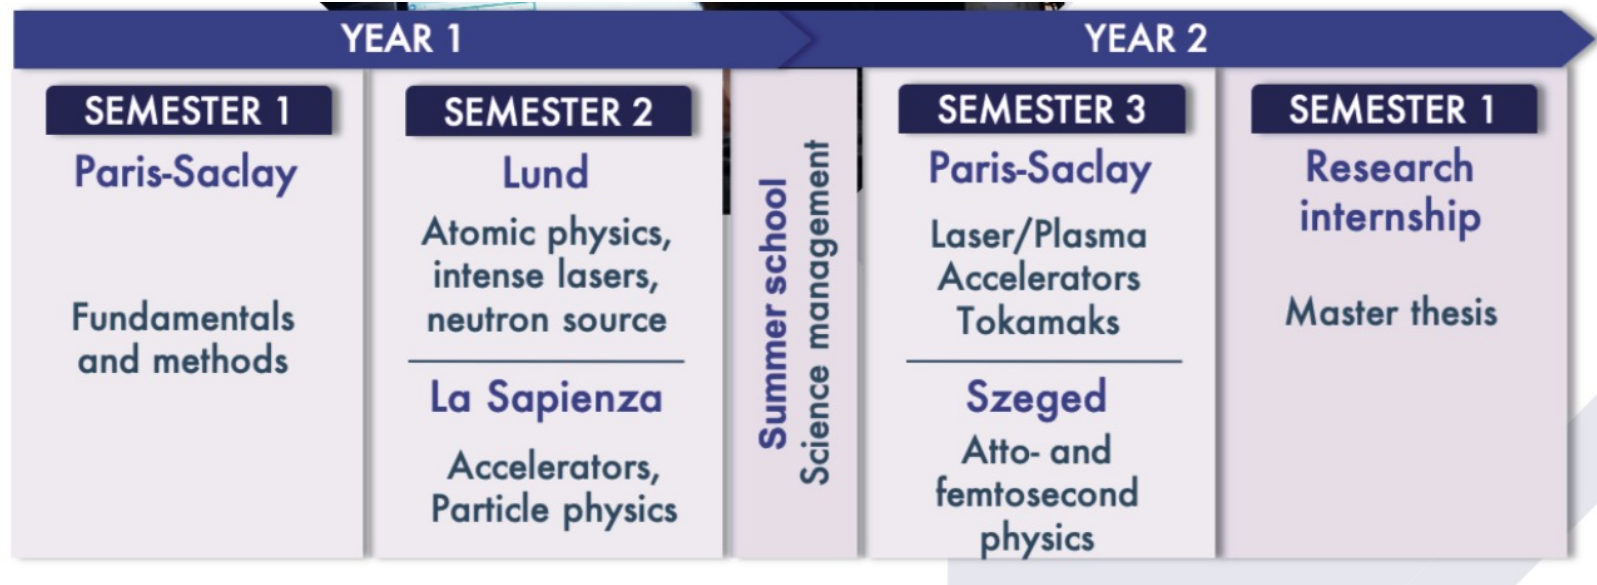 YEAR 1
YEAR 2
SEMESTER 1
Paris-Saclay
Fundamentals
and methods
SEMESTER 2
Lund
Atomic physics,
intense lasers,
neutron source
La Sapienza
Accelerators,
Particle physics
Summer school
Science management
SEMESTER 3
Paris-Saclay
Laser/Plasma
Accelerators
Tokamaks
Szeged
Atto- and
femtosecond
physics
SEMESTER 1
Research
internship
Master thesis